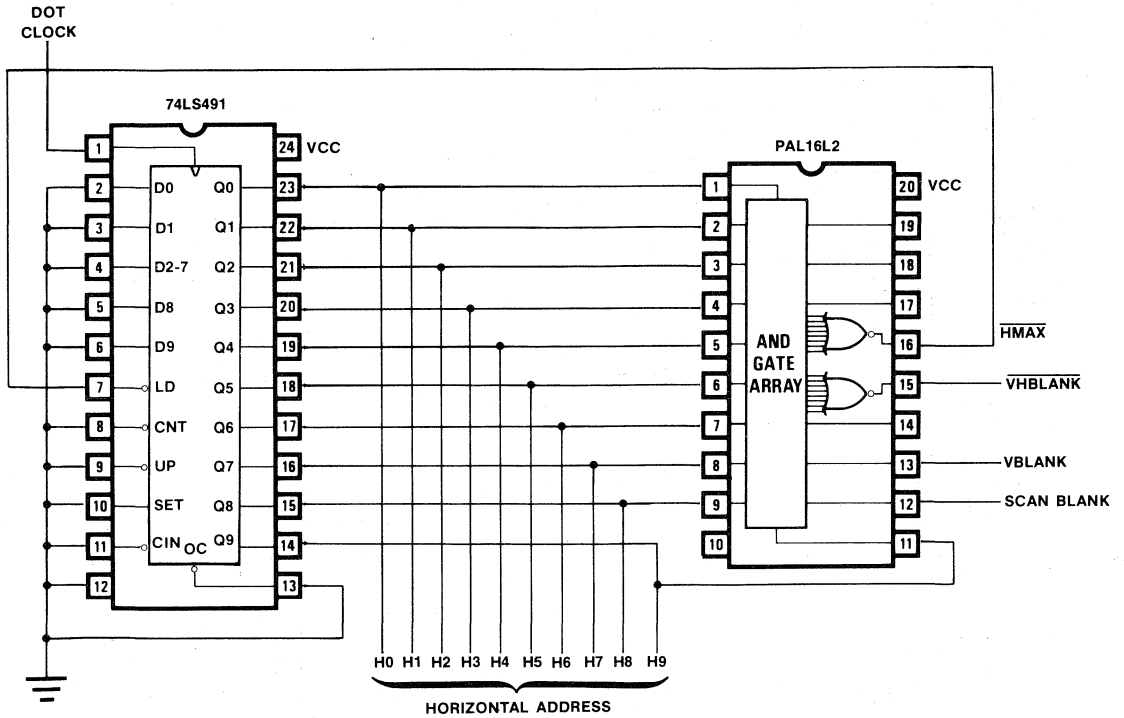 DOT
CLOCK
74LS491
PAL16L2
1
2
3
4
5
6
7
8
9
10
11
12
D0
D1
D2-7
D8
D9
LD
CNT
UP
SET
CIN
OC
Q0
Q1
Q2
Q3
Q4
Q5
Q6
Q7
Q8
Q9
24 VCC
23
22
21
20
19
18
17
16
15
14
13
1
2
3
4
5
6
7
8
9
10
AND
GATE
ARRAY
20 VCC
19
18
17
16
15
14
13
12
11
HMAX
VHBLANK
VBLANK
SCAN BLANK
H0 H1 H2 H3 H4 H5 H6 H7 H8 H9
HORIZONTAL ADDRESS